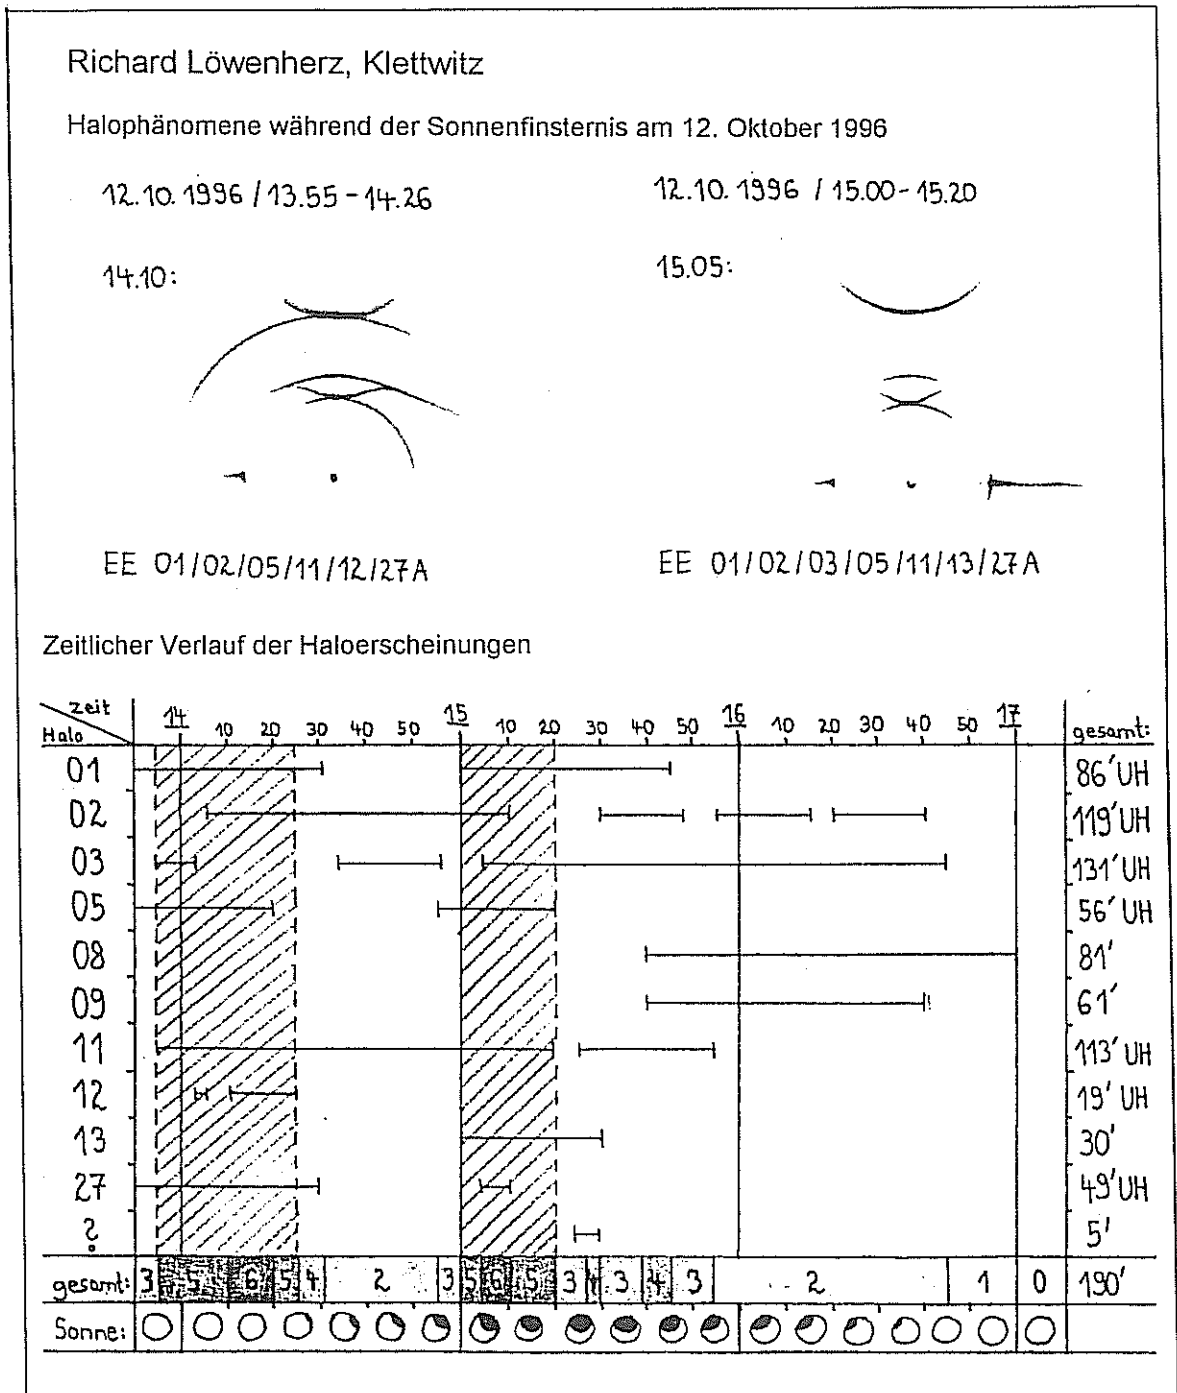 Richard Löwenherz, Klettwitz
Halophänomene während der Sonnenfinsternis am 12. Oktober 1996
12.10.1996 / 13.55-14.26
12.10.1996 / 15.00-15.20
14.10:
15.05:
EE 01/02/05/11/12/27A
EE 01/02/03/05/11/13/27A
Zeitlicher Verlauf der Haloerscheinungen
Zeit
Halo
14 10 20 30 40 50 15 10 20 30 40 50 16 10 20 30 40 50 17 gesamt:
01 86' UH
02 119' UH
03 131' UH
05 56' UH
08 81'
09 61'
11 113' UH
12 19' UH
13 30'
27 49' UH
? 5'
gesamt: 3 5 6 5 4 2 3 5 6 5 3 4 3 4 3 2 1 0 190'
Sonne: